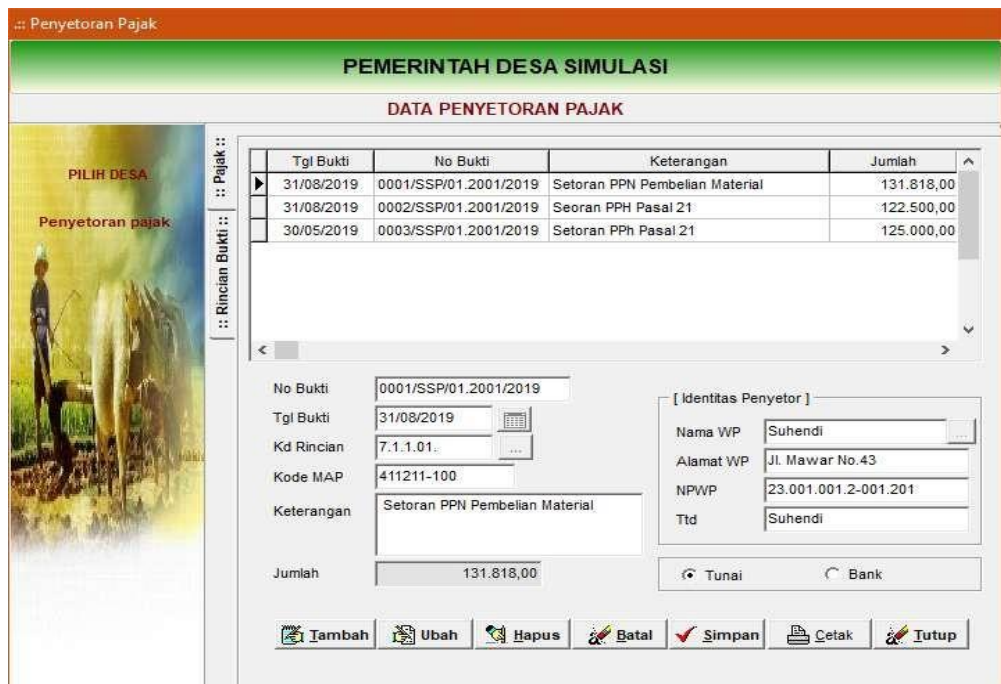 .:: Penyetoran Pajak
PEMERINTAH DESA SIMULASI
DATA PENYETORAN PAJAK
PILIH DESA
Penyetoran pajak
:: Pajak ::
:: Rincian Bukti ::
Tgl Bukti No Bukti Keterangan Jumlah
31/08/2019 0001/SSP/01.2001/2019 Setoran PPN Pembelian Material 131.818,00
31/08/2019 0002/SSP/01.2001/2019 Seoran PPH Pasal 21 122.500,00
30/05/2019 0003/SSP/01.2001/2019 Setoran PPh Pasal 21 125.000,00
No Bukti 0001/SSP/01.2001/2019
Tgl Bukti 31/08/2019
Kd Rincian 7.1.1.01. ...
Kode MAP 411211-100
Keterangan Setoran PPN Pembelian Material
Jumlah 131.818,00
[ Identitas Penyetor ]
Nama WP Suhendi ...
Alamat WP Jl. Mawar No.43
NPWP 23.001.001.2-001.201
Ttd Suhendi
Tunai Bank
Tambah Ubah Hapus Batal Simpan Cetak Tutup